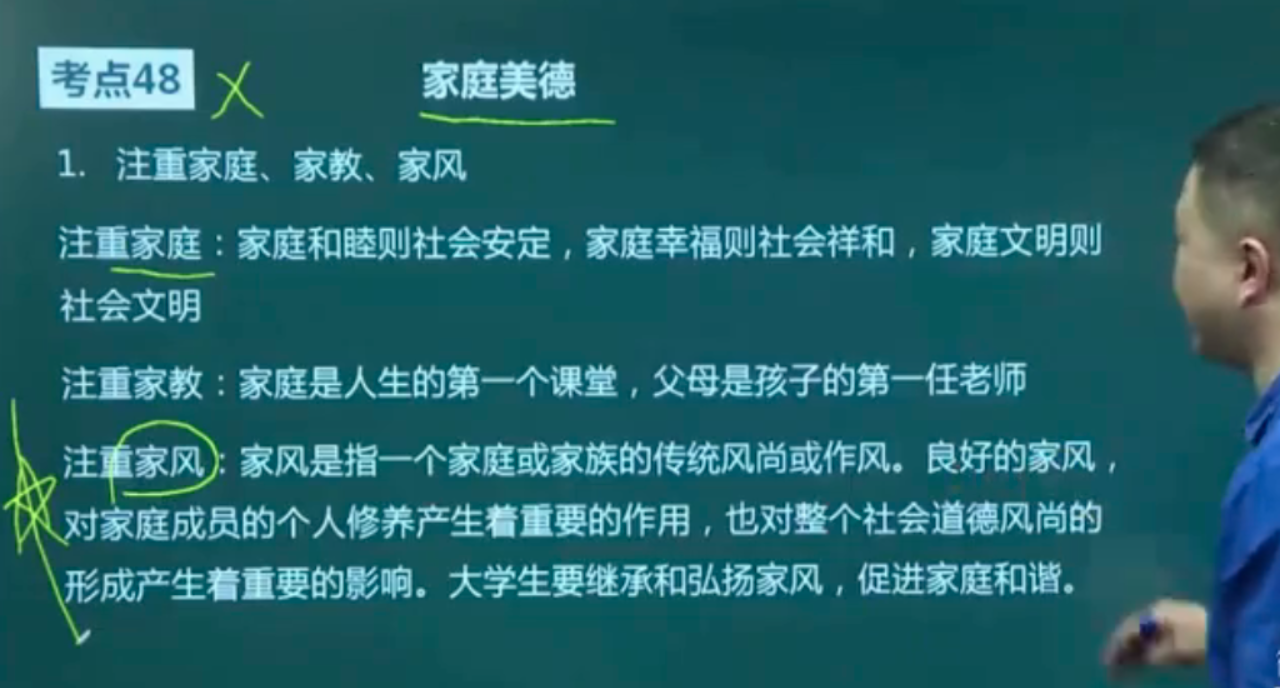 考点48 X 家庭美德
1. 注重家庭、家教、家风
注重家庭：家庭和睦则社会安定，家庭幸福则社会祥和，家庭文明则
社会文明
注重家教：家庭是人生的第一个课堂，父母是孩子的第一任老师
注重家风：家风是指一个家庭或家族的传统风尚或作风。良好的家风，
对家庭成员的个人修养产生着重要的作用，也对整个社会道德风尚的
形成产生着重要的影响。大学生要继承和弘扬家风，促进家庭和谐。